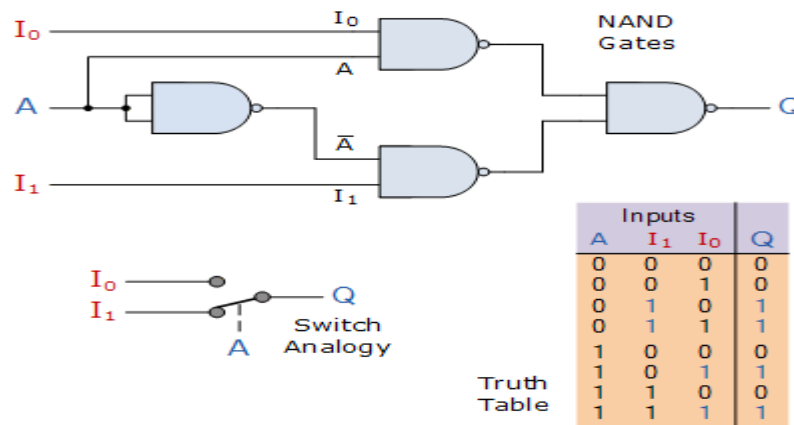 I₀
I₀
NAND
Gates
A
A
Q
A̅
I₁
I₁
Inputs
A I₁ I₀ Q
0 0 0 0
0 0 1 0
0 1 0 1
0 1 1 1
1 0 0 0
1 0 1 1
1 1 0 0
1 1 1 1
I₀
I₁
Q
A
Switch
Analogy
Truth
Table